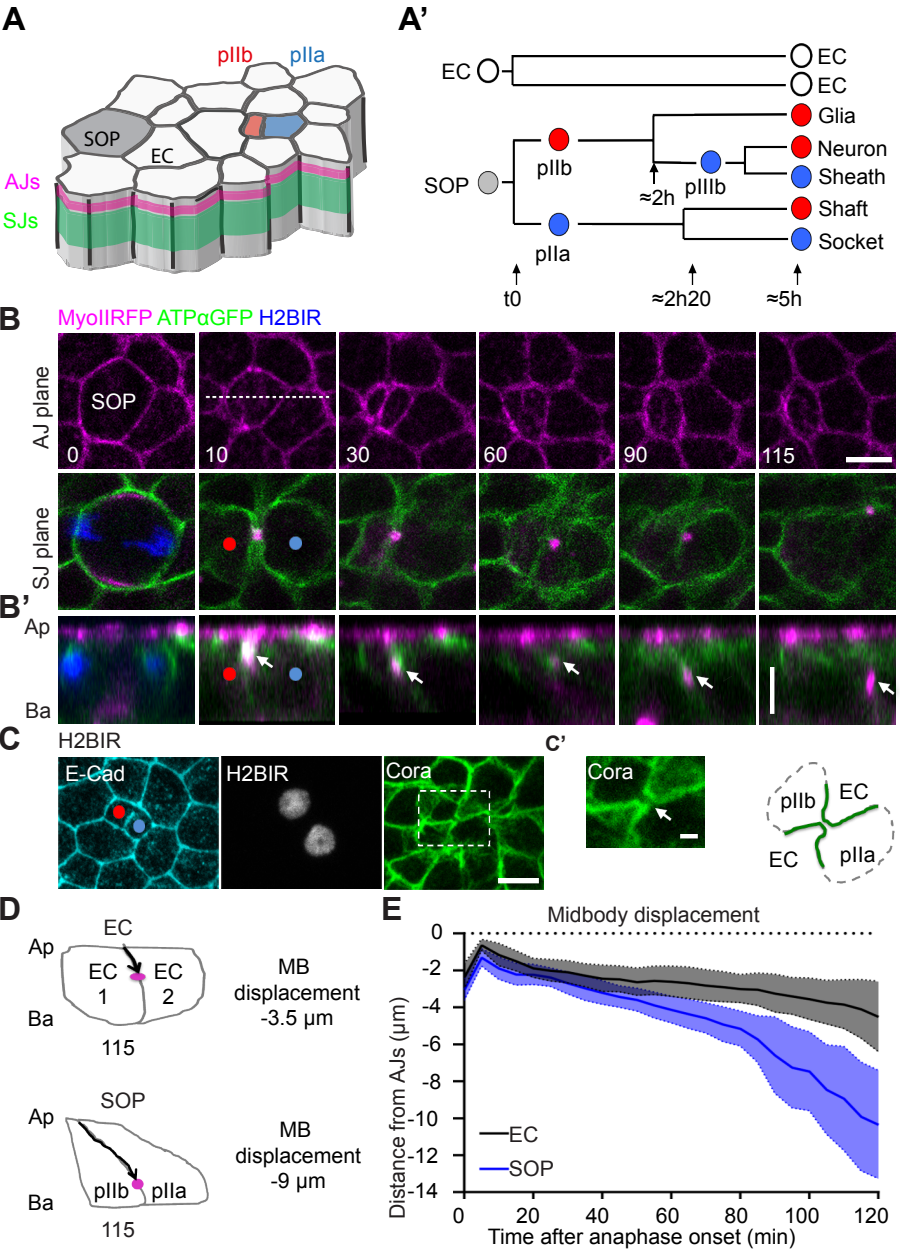 A
pIIb pIIa
SOP
EC
AJs
SJs
A'
EC
EC
EC
Glia
pIIb
Neuron
SOP
≈2h
pIIIb
Sheath
Shaft
pIIa
Socket
t0
≈2h20
≈5h
B
MyoIIRFP ATPαGFP H2BIR
AJ plane
SOP
0
10
30
60
90
115
SJ plane
B'
Ap
Ba
C
H2BIR
E-Cad
H2BIR
Cora
C'
Cora
pIIb
EC
EC
pIIa
D
EC
Ap
EC
1
EC
2
Ba
115
MB
displacement
-3.5 µm
SOP
Ap
Ba
pIIb
pIIa
115
MB
displacement
-9 µm
E
Midbody displacement
Distance from AJs (µm)
0
-2
-4
-6
-8
-10
-12
-14
EC
SOP
0 20 40 60 80 100 120
Time after anaphase onset (min)